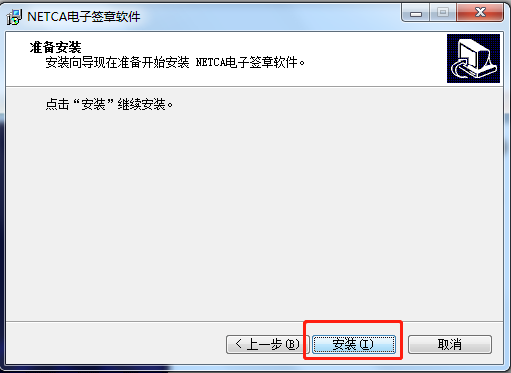 NETCA电子签章软件
准备安装
安装向导现在准备开始安装 NETCA电子签章软件。
点击“安装”继续安装。
< 上一步(B) 安装(I) 取消